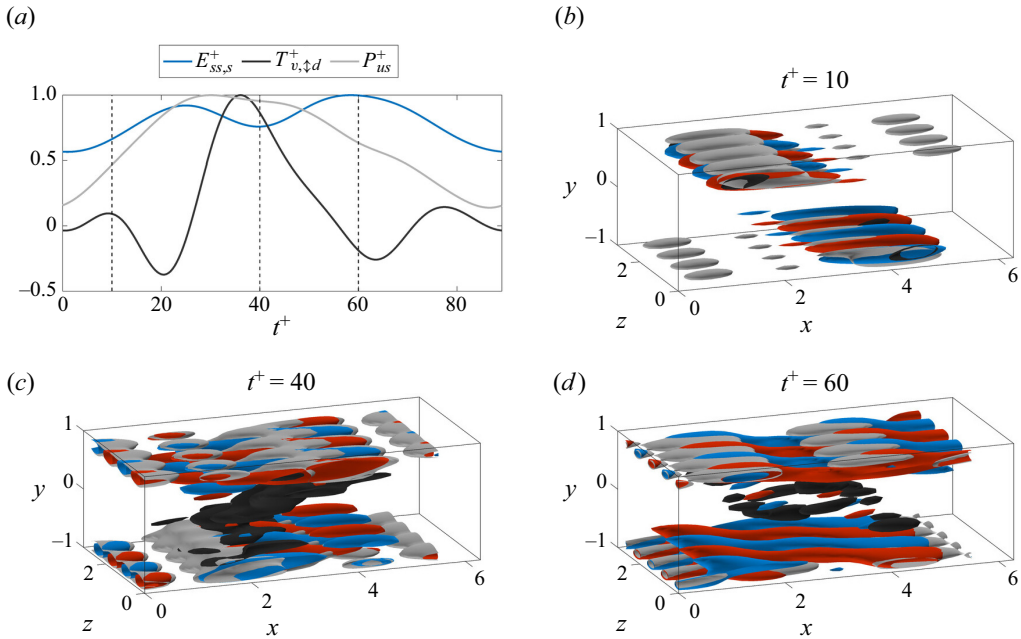 (a)
E⁺ss,s T⁺v,↕d P⁺us
1.0
0.5
0
–0.5
0 20 40 60 80
t⁺
(b)
t⁺ = 10
1
y 0
–1
2
z 0
0 2 4 6
x
(c)
t⁺ = 40
1
y 0
–1
2
z 0
0 2 4 6
x
(d)
t⁺ = 60
1
y 0
–1
2
z 0
0 2 4 6
x